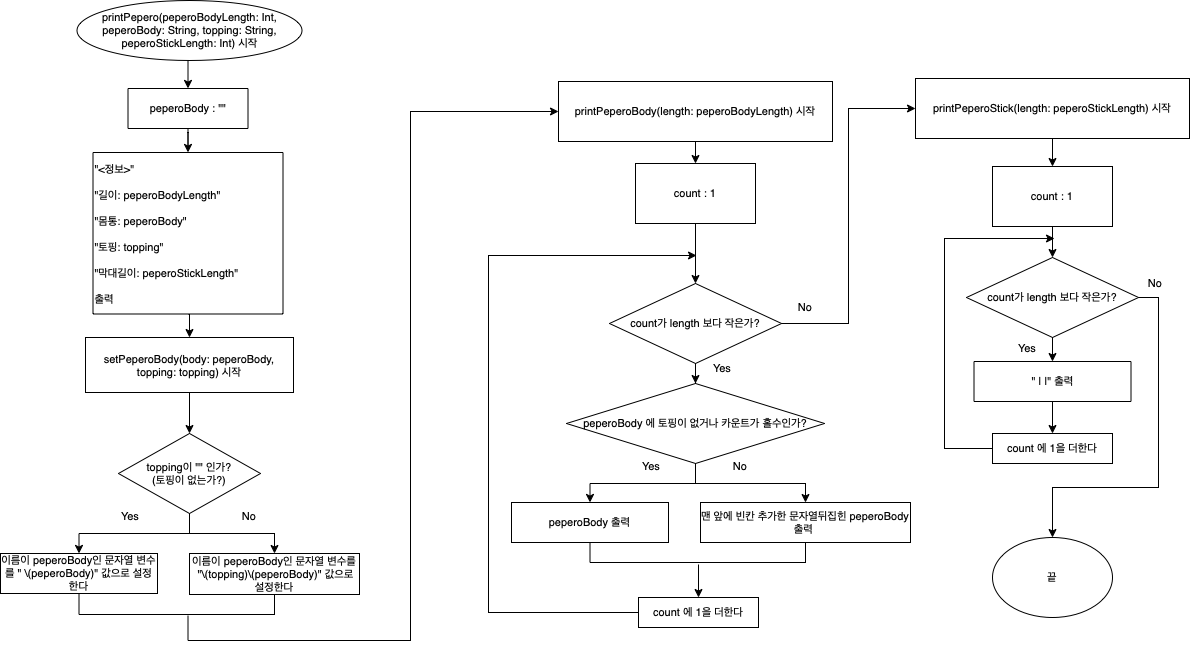 printPepero(peperoBodyLength: Int,
peperoBody: String, topping: String,
peperoStickLength: Int) 시작
peperoBody : ""
"<정보>"
"길이: peperoBodyLength"
"몸통: peperoBody"
"토핑: topping"
"막대길이: peperoStickLength"
출력
setPeperoBody(body: peperoBody,
topping: topping) 시작
topping이 "" 인가?
(토핑이 없는가?)
Yes
No
이름이 peperoBody인 문자열 변수
를 " \(peperoBody)" 값으로 설정
한다
이름이 peperoBody인 문자열 변수를
"\(topping)\(peperoBody)" 값으로
설정한다
printPeperoBody(length: peperoBodyLength) 시작
count : 1
count가 length 보다 작은가?
No
Yes
peperoBody 에 토핑이 없거나 카운트가 홀수인가?
Yes
No
peperoBody 출력
맨 앞에 빈칸 추가한 문자열뒤집힌 peperoBody
출력
count 에 1을 더한다
printPeperoStick(length: peperoStickLength) 시작
count : 1
count가 length 보다 작은가?
No
Yes
" | |" 출력
count 에 1을 더한다
끝